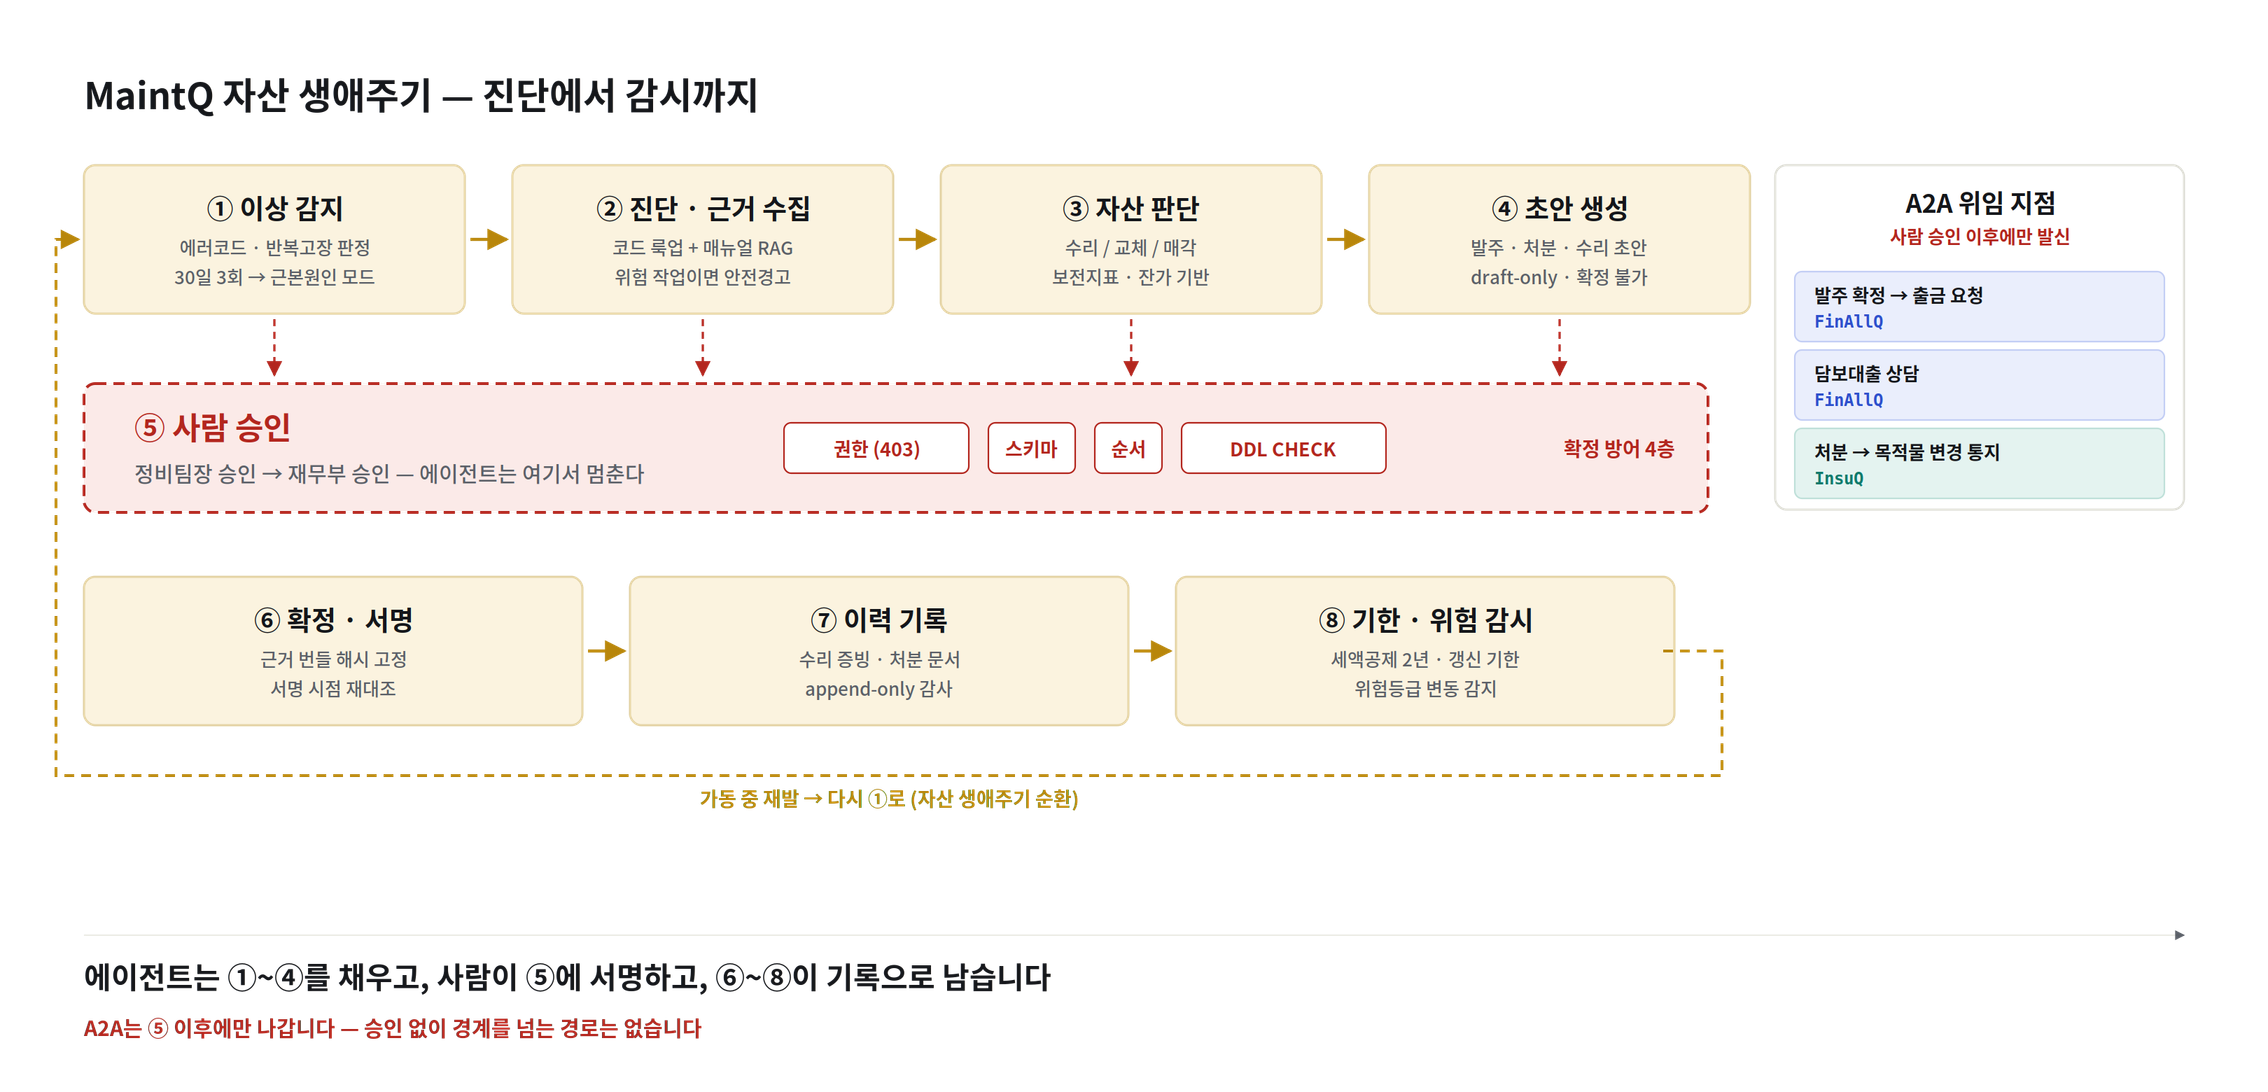 MaintQ 자산 생애주기 — 진단에서 감시까지
① 이상 감지
에러코드 · 반복고장 판정
30일 3회 → 근본원인 모드
② 진단 · 근거 수집
코드 룩업 + 매뉴얼 RAG
위험 작업이면 안전경고
③ 자산 판단
수리 / 교체 / 매각
보전지표 · 잔가 기반
④ 초안 생성
발주 · 처분 · 수리 초안
draft-only · 확정 불가
A2A 위임 지점
사람 승인 이후에만 발신
발주 확정 → 출금 요청
FinAllQ
담보대출 상담
FinAllQ
처분 → 목적물 변경 통지
InsuQ
⑤ 사람 승인
정비팀장 승인 → 재무부 승인 — 에이전트는 여기서 멈춘다
권한 (403)
스키마
순서
DDL CHECK
확정 방어 4층
⑥ 확정 · 서명
근거 번들 해시 고정
서명 시점 재대조
⑦ 이력 기록
수리 증빙 · 처분 문서
append-only 감사
⑧ 기한 · 위험 감시
세액공제 2년 · 갱신 기한
위험등급 변동 감지
가동 중 재발 → 다시 ①로 (자산 생애주기 순환)
에이전트는 ①~④를 채우고, 사람이 ⑤에 서명하고, ⑥~⑧이 기록으로 남습니다
A2A는 ⑤ 이후에만 나갑니다 — 승인 없이 경계를 넘는 경로는 없습니다